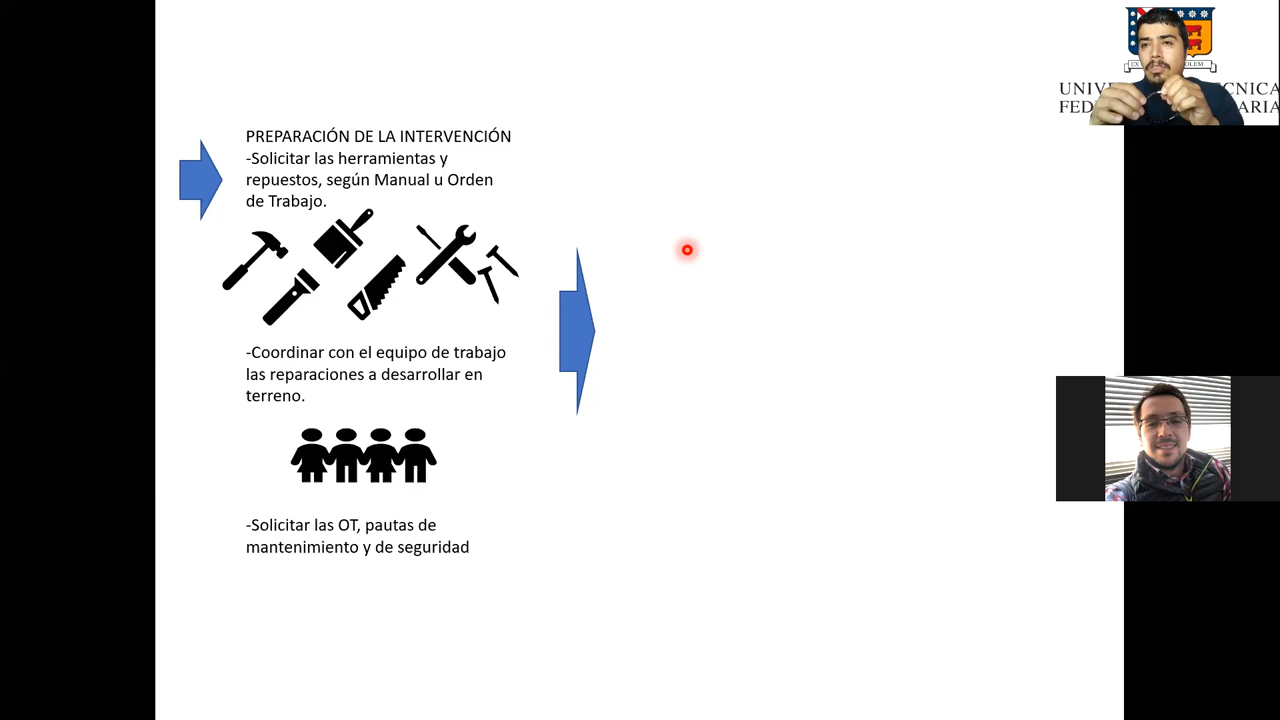 PREPARACIÓN DE LA INTERVENCIÓN
-Solicitar las herramientas y
repuestos, según Manual u Orden
de Trabajo.
-Coordinar con el equipo de trabajo
las reparaciones a desarrollar en
terreno.
-Solicitar las OT, pautas de
mantenimiento y de seguridad